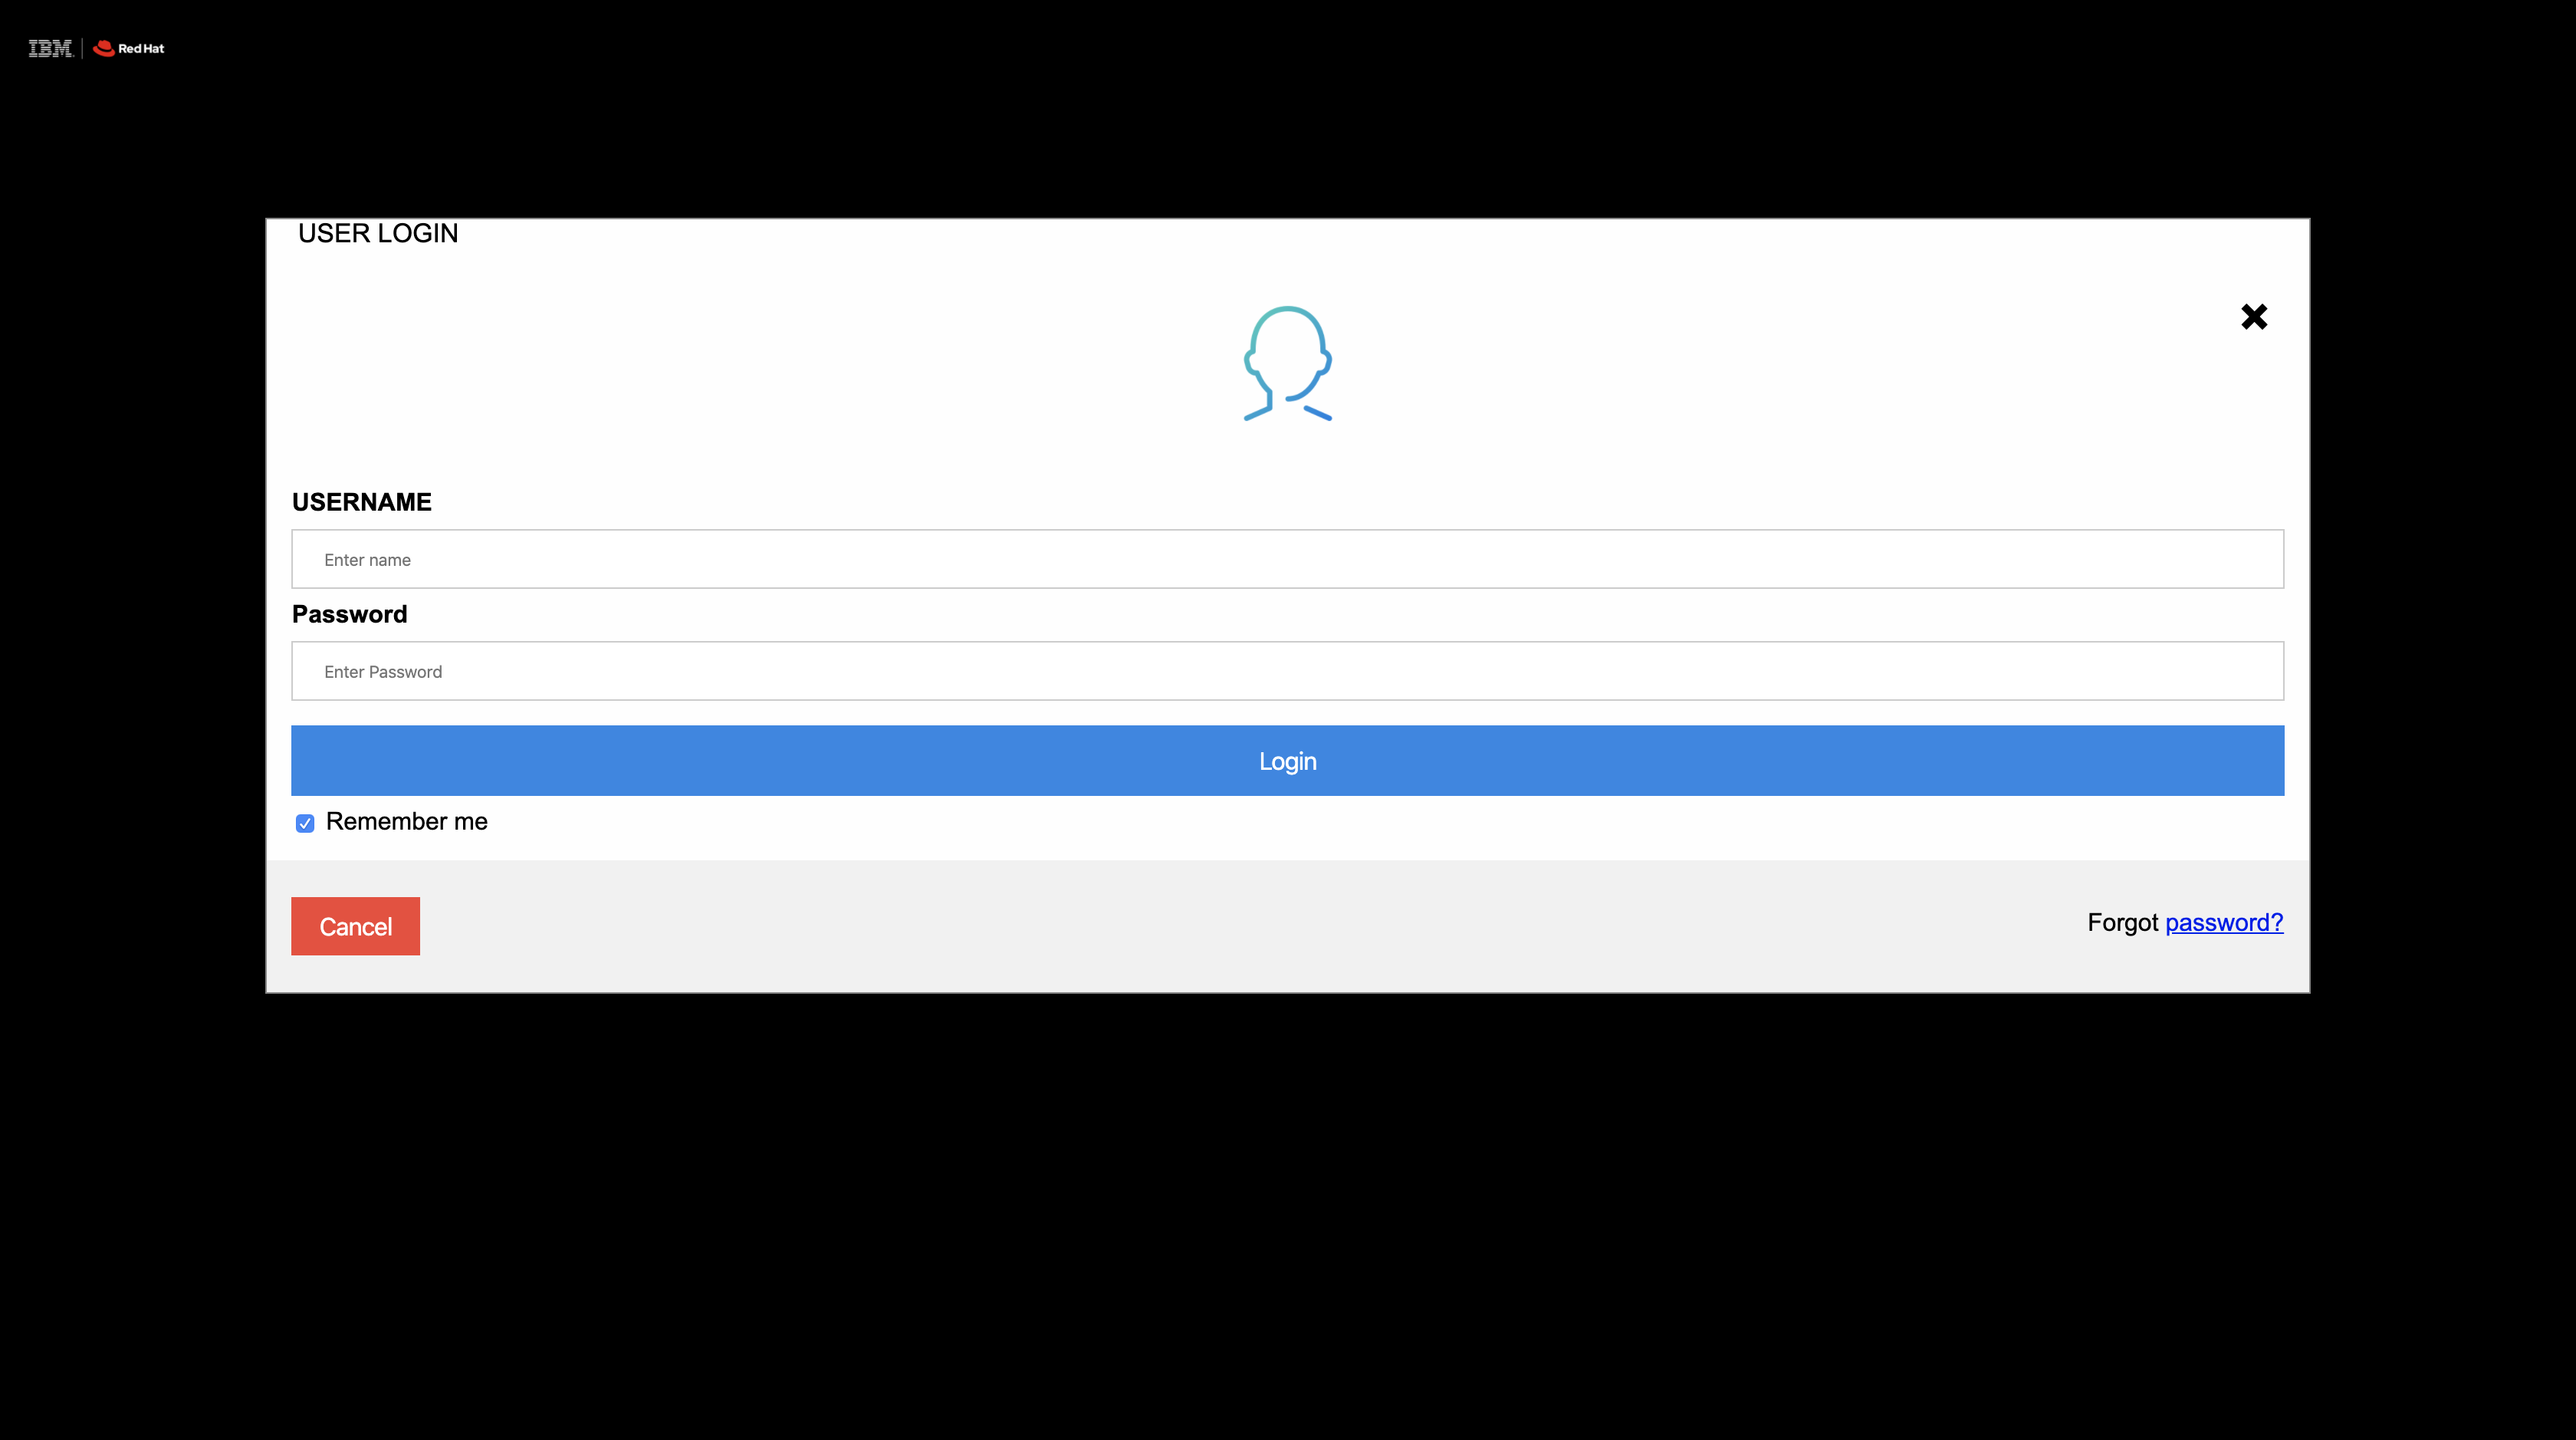 IBM. | Red Hat
USER LOGIN
USERNAME
Enter name
Password
Enter Password
Login
Remember me
Cancel
Forgot password?